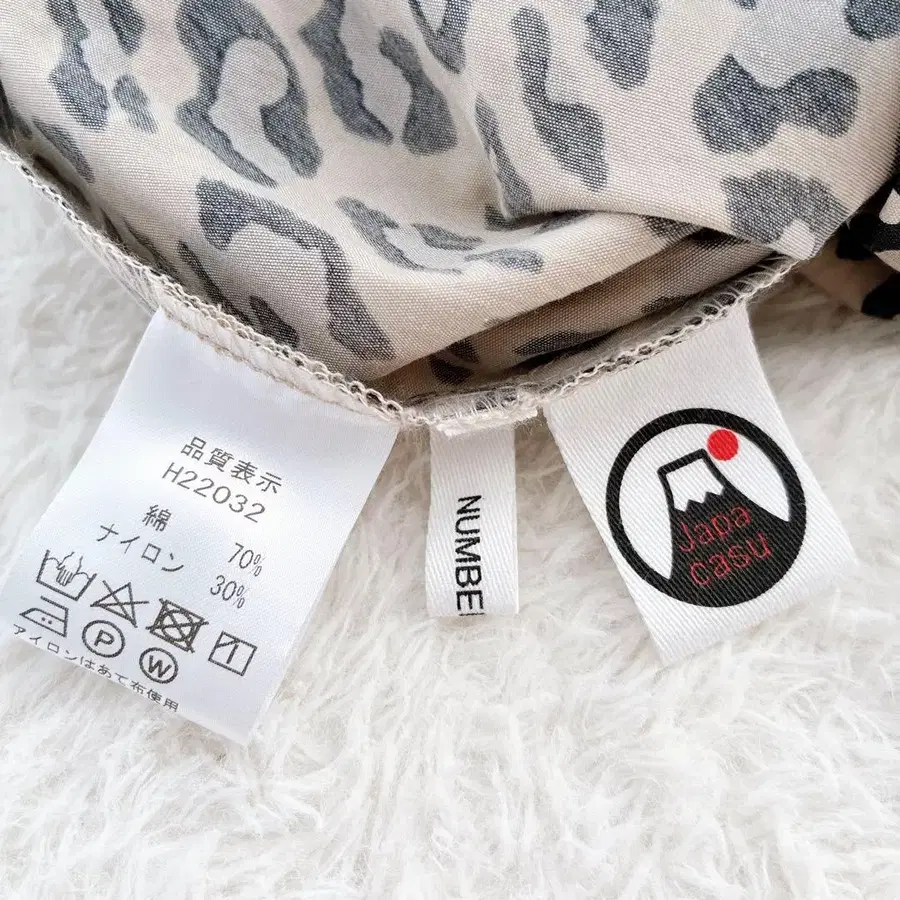 品質表示
H22032
綿 70%
ナイロン 30%
P
W
アイロンはあて布使用
NUMBE
Japa
casu